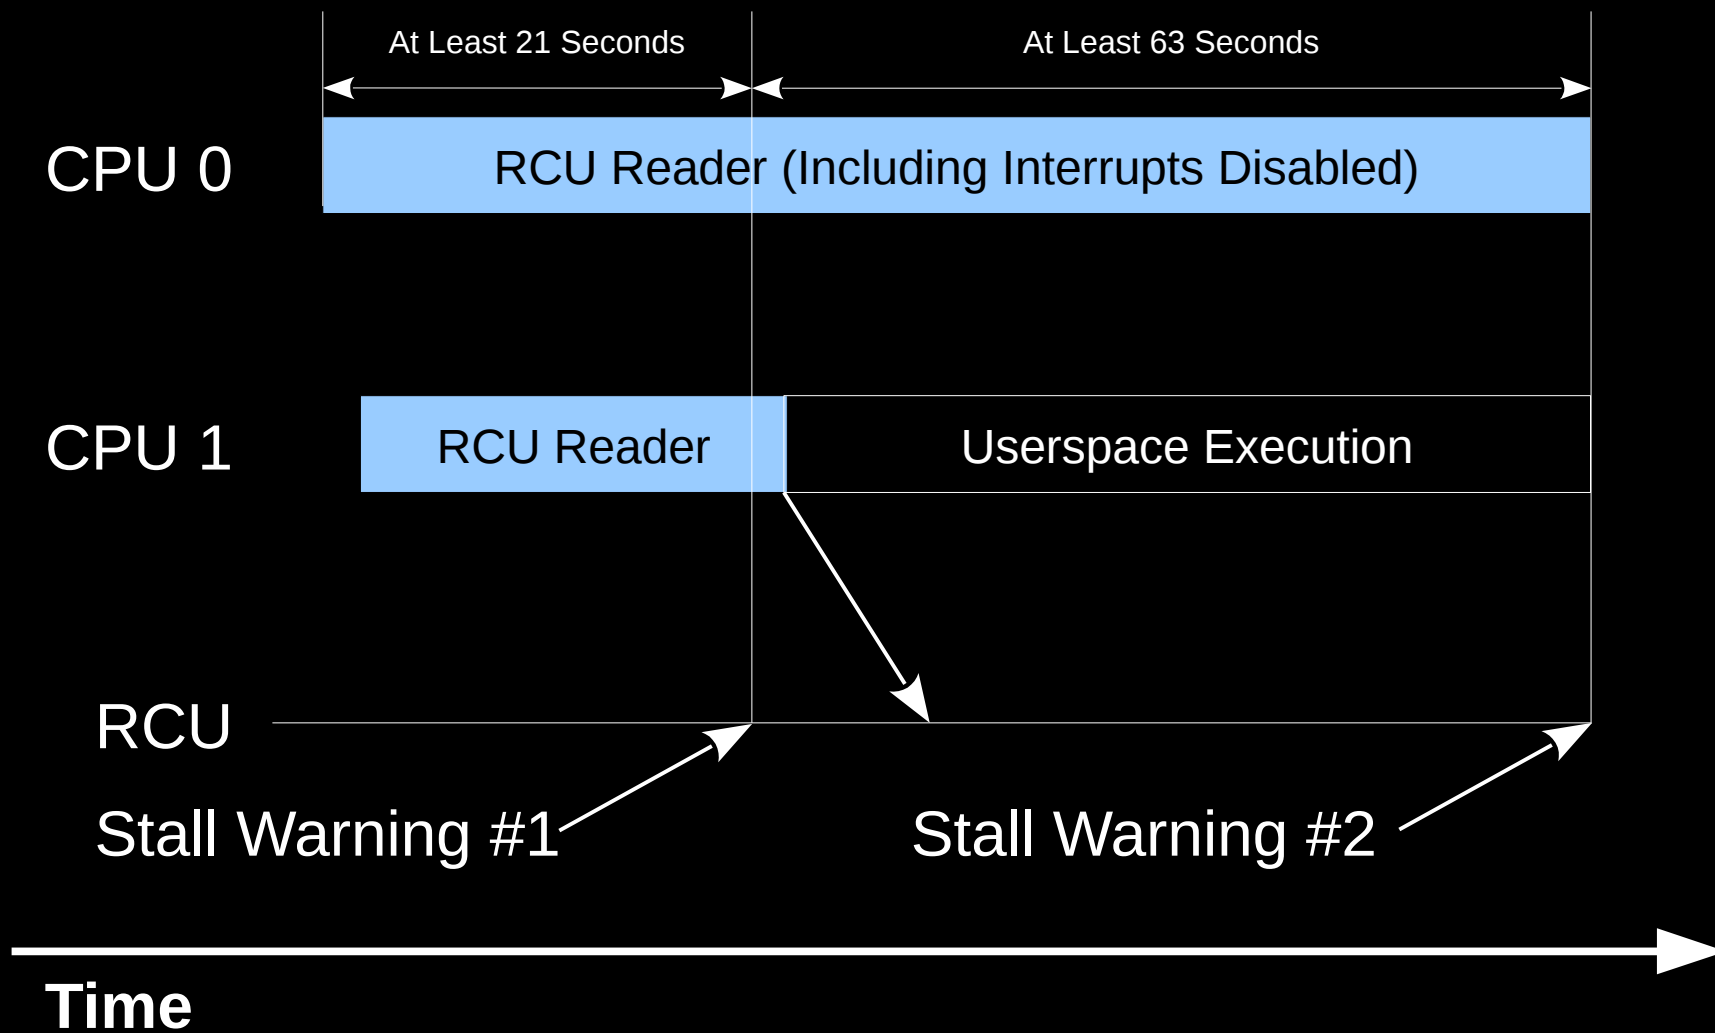 At Least 21 Seconds
At Least 63 Seconds
CPU 0
RCU Reader (Including Interrupts Disabled)
CPU 1
RCU Reader
Userspace Execution
RCU
Stall Warning #1
Stall Warning #2
Time